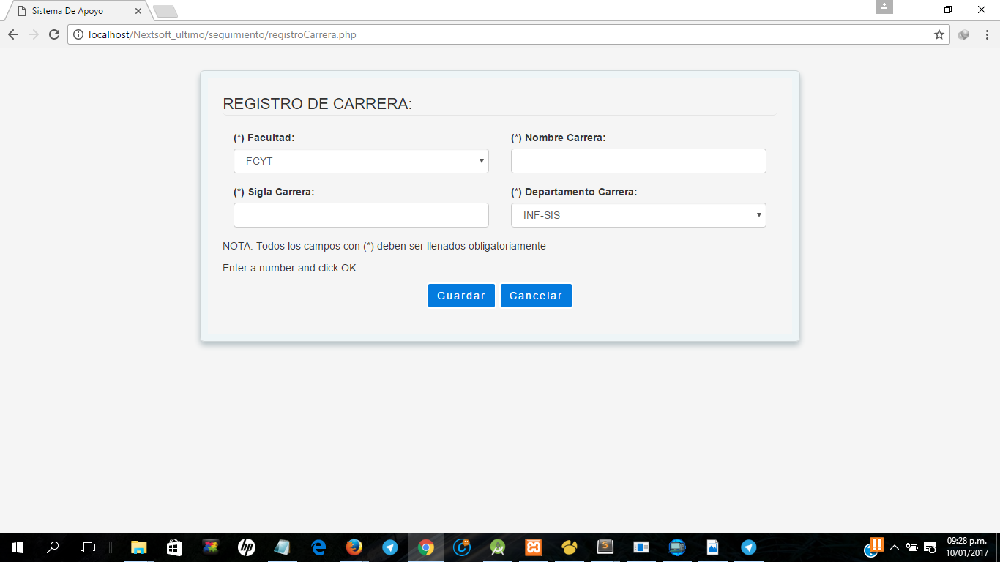 Sistema De Apoyo
localhost/Nextsoft_ultimo/seguimiento/registroCarrera.php
REGISTRO DE CARRERA:
(*) Facultad:
(*) Nombre Carrera:
FCYT
(*) Sigla Carrera:
(*) Departamento Carrera:
INF-SIS
NOTA: Todos los campos con (*) deben ser llenados obligatoriamente
Enter a number and click OK:
Guardar
Cancelar
hp
09:28 p.m.
10/01/2017